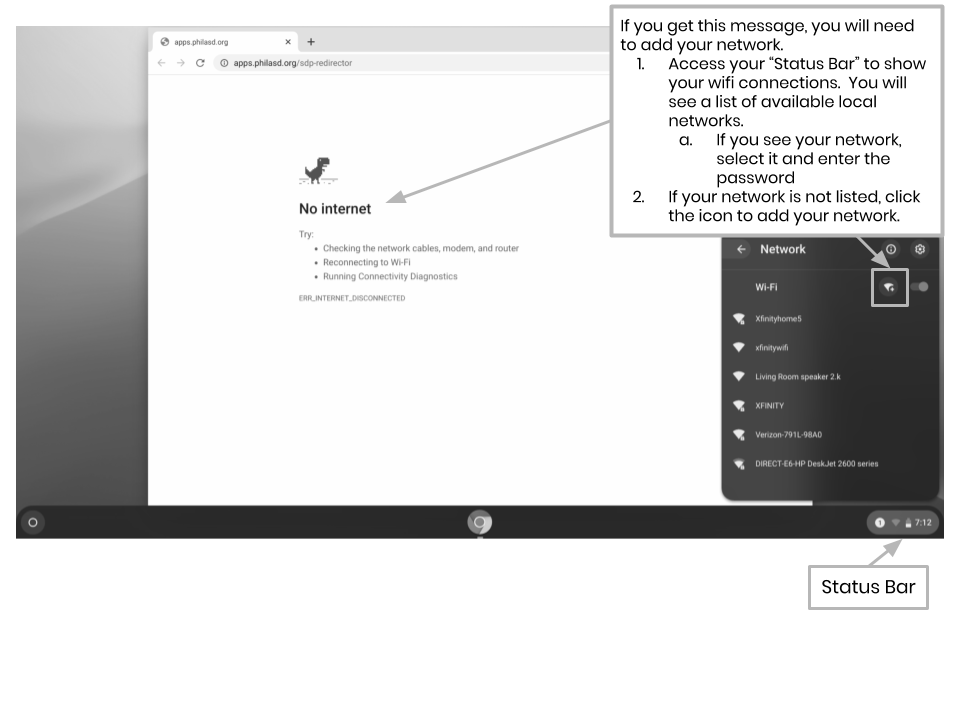 If you get this message, you will need
to add your network.
1. Access your “Status Bar” to show
your wifi connections. You will
see a list of available local
networks.
a. If you see your network,
select it and enter the
password
2. If your network is not listed, click
the icon to add your network.
apps.philasd.org
apps.philasd.org/sdp-redirector
No internet
Try:
• Checking the network cables, modem, and router
• Reconnecting to Wi-Fi
• Running Connectivity Diagnostics
ERR_INTERNET_DISCONNECTED
Network
Wi-Fi
Xfinityhome5
xfinitywifi
Living Room speaker 2.k
XFINITY
Verizon-791L-98A0
DIRECT-E6-HP DeskJet 2600 series
1 7:12
Status Bar